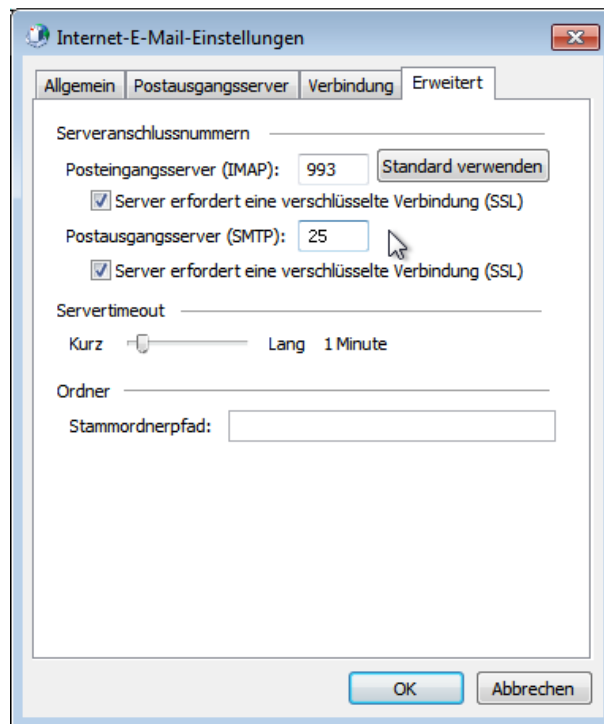 Internet-E-Mail-Einstellungen
Allgemein Postausgangsserver Verbindung Erweitert
Serveranschlussnummern
Posteingangsserver (IMAP): 993 Standard verwenden
Server erfordert eine verschlüsselte Verbindung (SSL)
Postausgangsserver (SMTP): 25
Server erfordert eine verschlüsselte Verbindung (SSL)
Servertimeout
Kurz Lang 1 Minute
Ordner
Stammordnerpfad:
OK Abbrechen